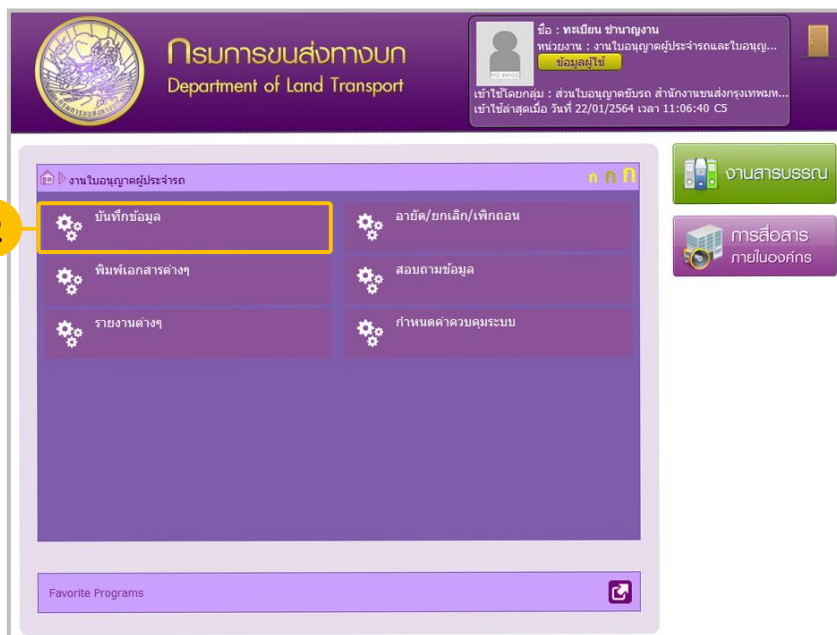 กรมการขนส่งทางบก
Department of Land Transport
ชื่อ : ทะเบียน ชำนาญงาน
หน่วยงาน : งานใบอนุญาตผู้ประจำรถและใบอนุญ...
ข้อมูลผู้ใช้
NO IMAGE
เข้าใช้โดยกลุ่ม : ส่วนใบอนุญาตขับรถ สำนักงานขนส่งกรุงเทพมห...
เข้าใช้ล่าสุดเมื่อ วันที่ 22/01/2564 เวลา 11:06:40 C5
งานใบอนุญาตผู้ประจำรถ
ก ก ก
งานสารบรรณ
2
บันทึกข้อมูล
อายัด/ยกเลิก/เพิกถอน
การสื่อสาร
ภายในองค์กร
พิมพ์เอกสารต่างๆ
สอบถามข้อมูล
รายงานต่างๆ
กำหนดค่าควบคุมระบบ
Favorite Programs